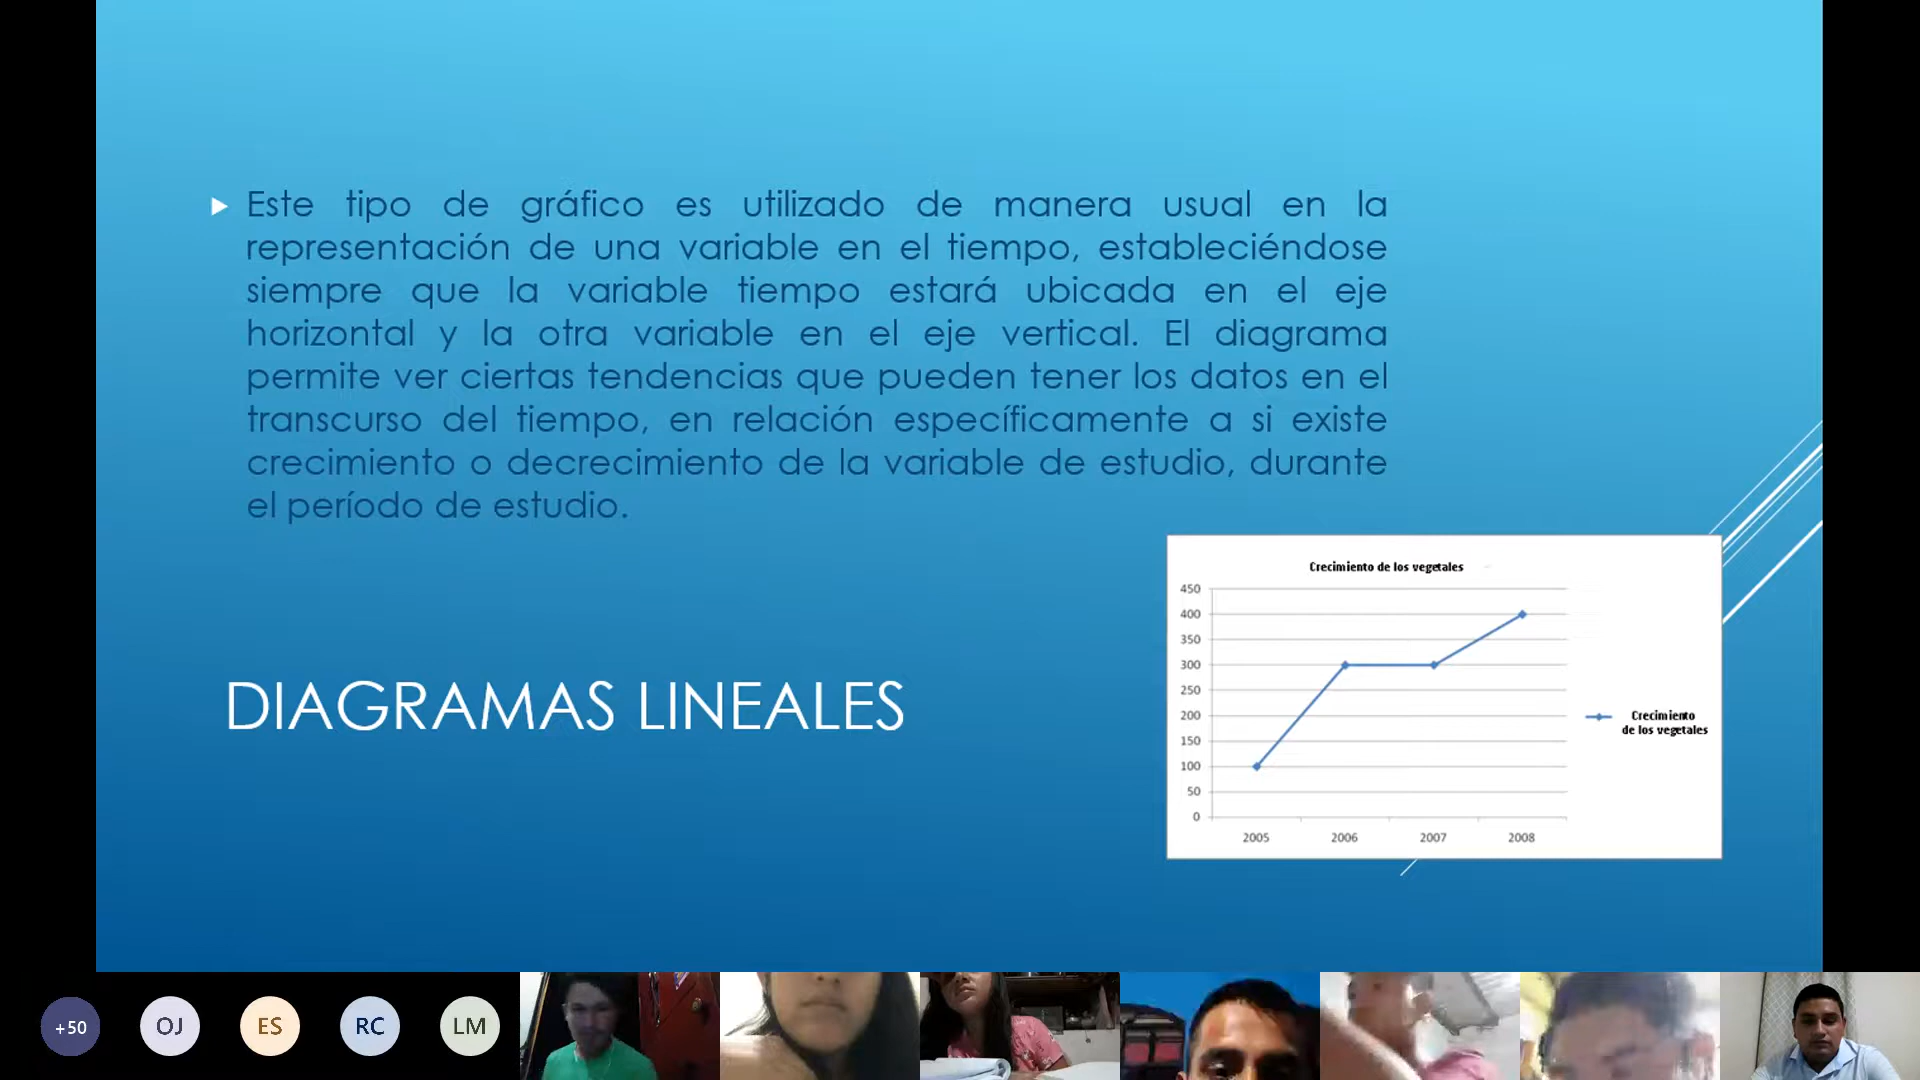 Este tipo de gráfico es utilizado de manera usual en la
representación de una variable en el tiempo, estableciéndose
siempre que la variable tiempo estará ubicada en el eje
horizontal y la otra variable en el eje vertical. El diagrama
permite ver ciertas tendencias que pueden tener los datos en el
transcurso del tiempo, en relación específicamente a si existe
crecimiento o decrecimiento de la variable de estudio, durante
el período de estudio.
DIAGRAMAS LINEALES
Crecimiento de los vegetales
450
400
350
300
250
200
150
100
50
0
2005 2006 2007 2008
Crecimiento
de los vegetales
+50 OJ ES RC LM